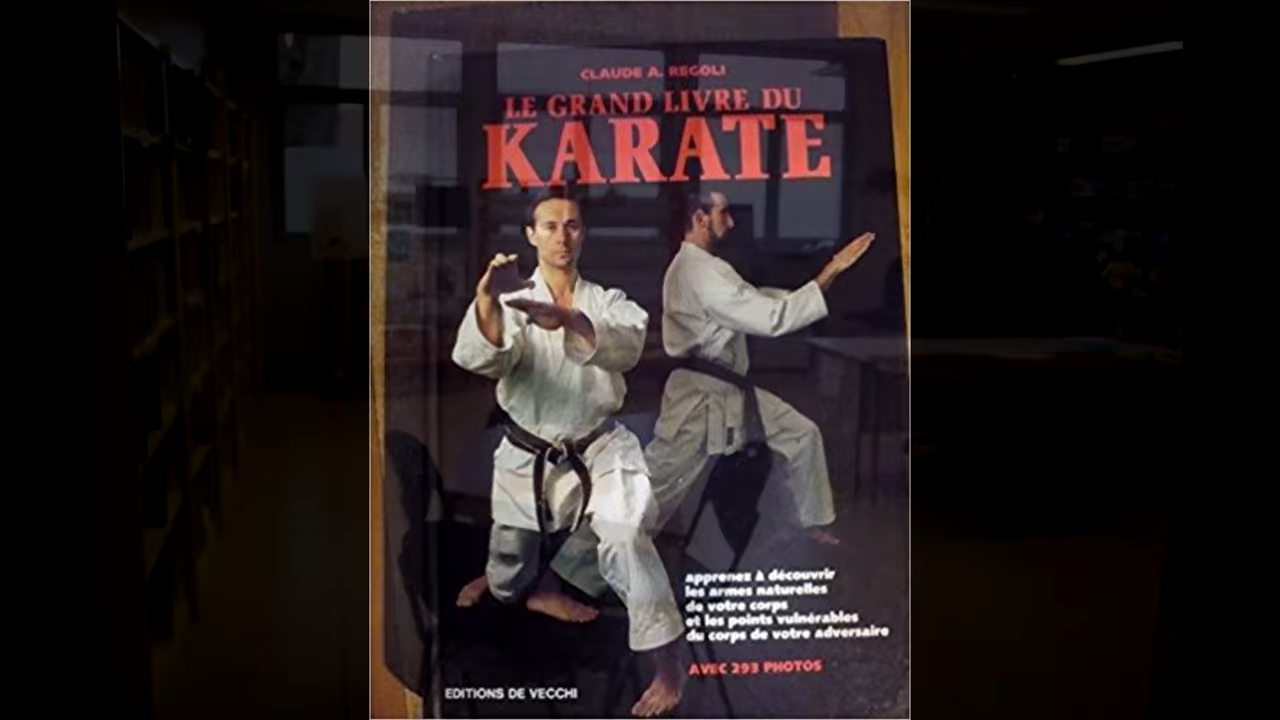 CLAUDE A. REGOLI
LE GRAND LIVRE DU
KARATE
apprenez à découvrir
les armes naturelles
de votre corps
et les points vulnérables
du corps de votre adversaire
AVEC 293 PHOTOS
EDITIONS DE VECCHI